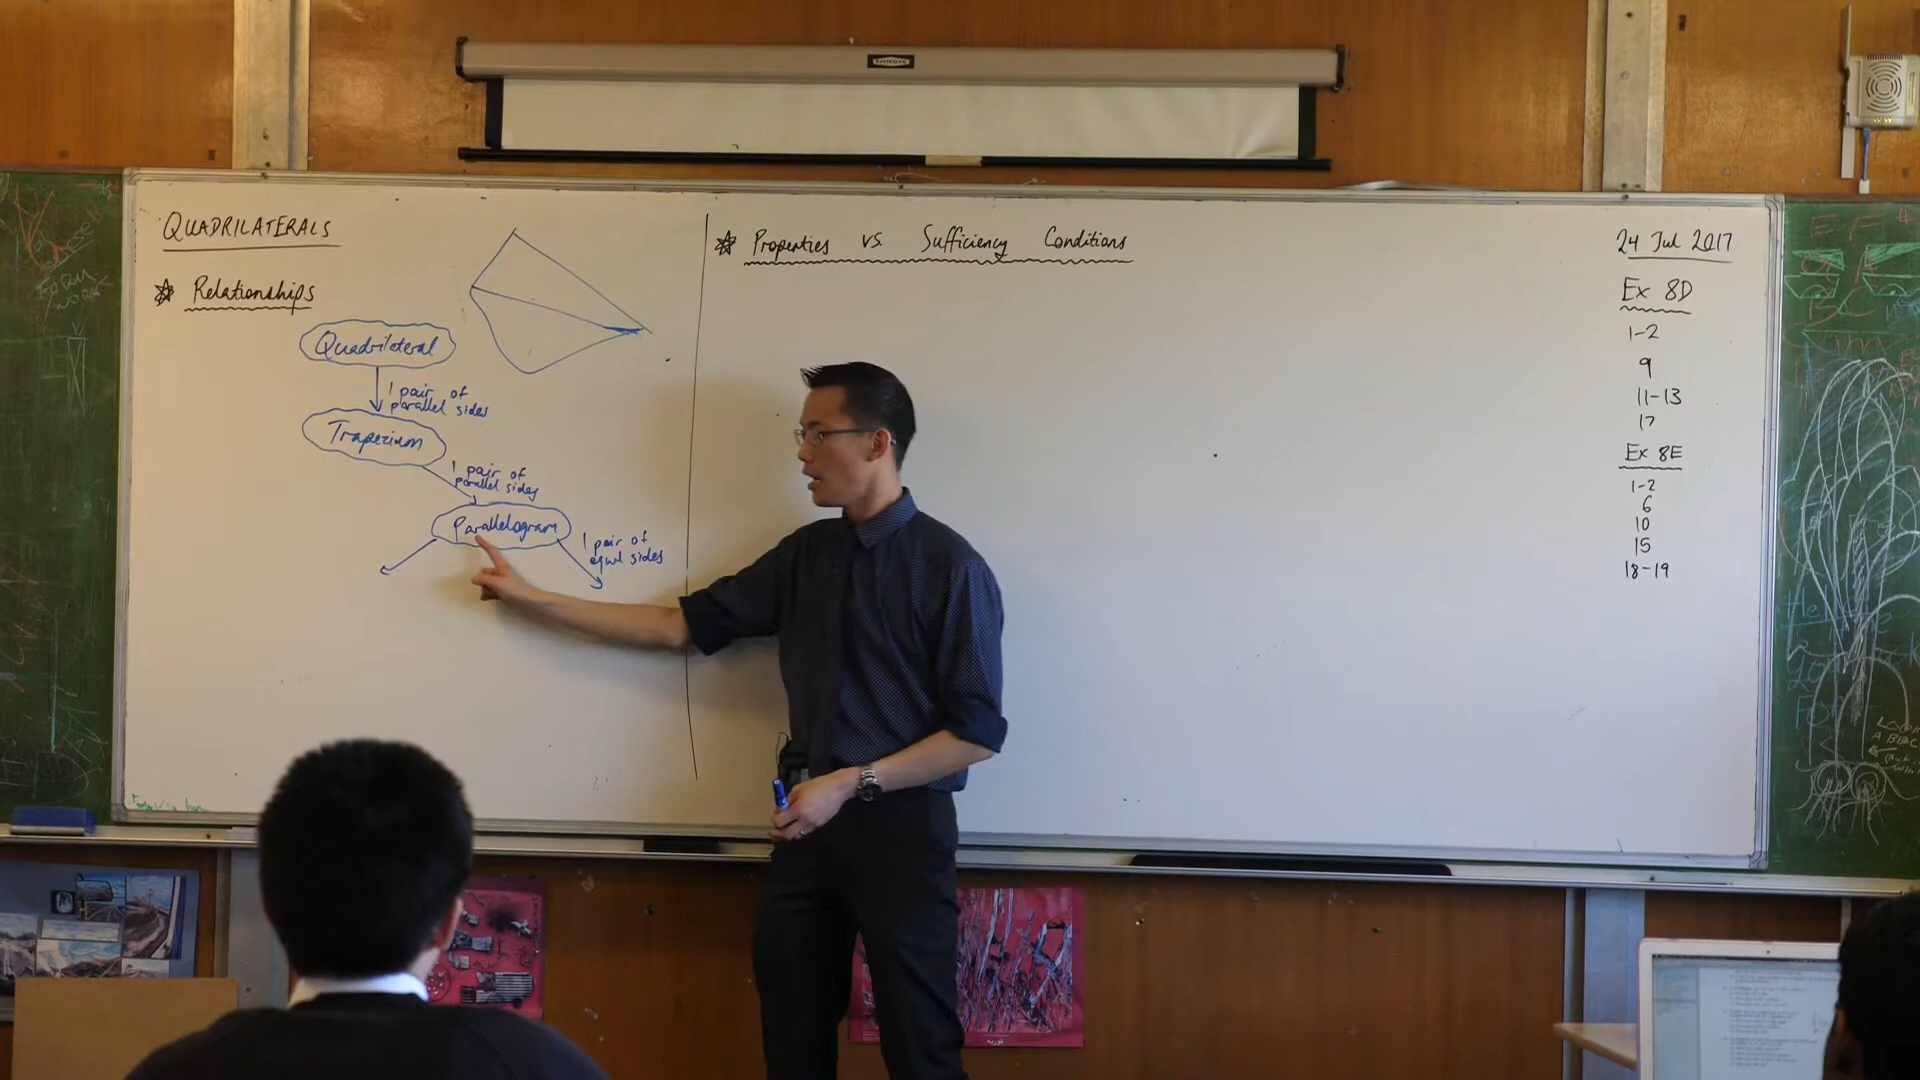 QUADRILATERALS
Relationships
Quadrilateral
1 pair of
parallel sides
Trapezium
1 pair of
parallel sides
Parallelogram
1 pair of
equal sides
Properties vs. Sufficiency Conditions
24 Jul 2017
Ex 8D
1-2
9
11-13
17
Ex 8E
1-2
6
10
15
18-19